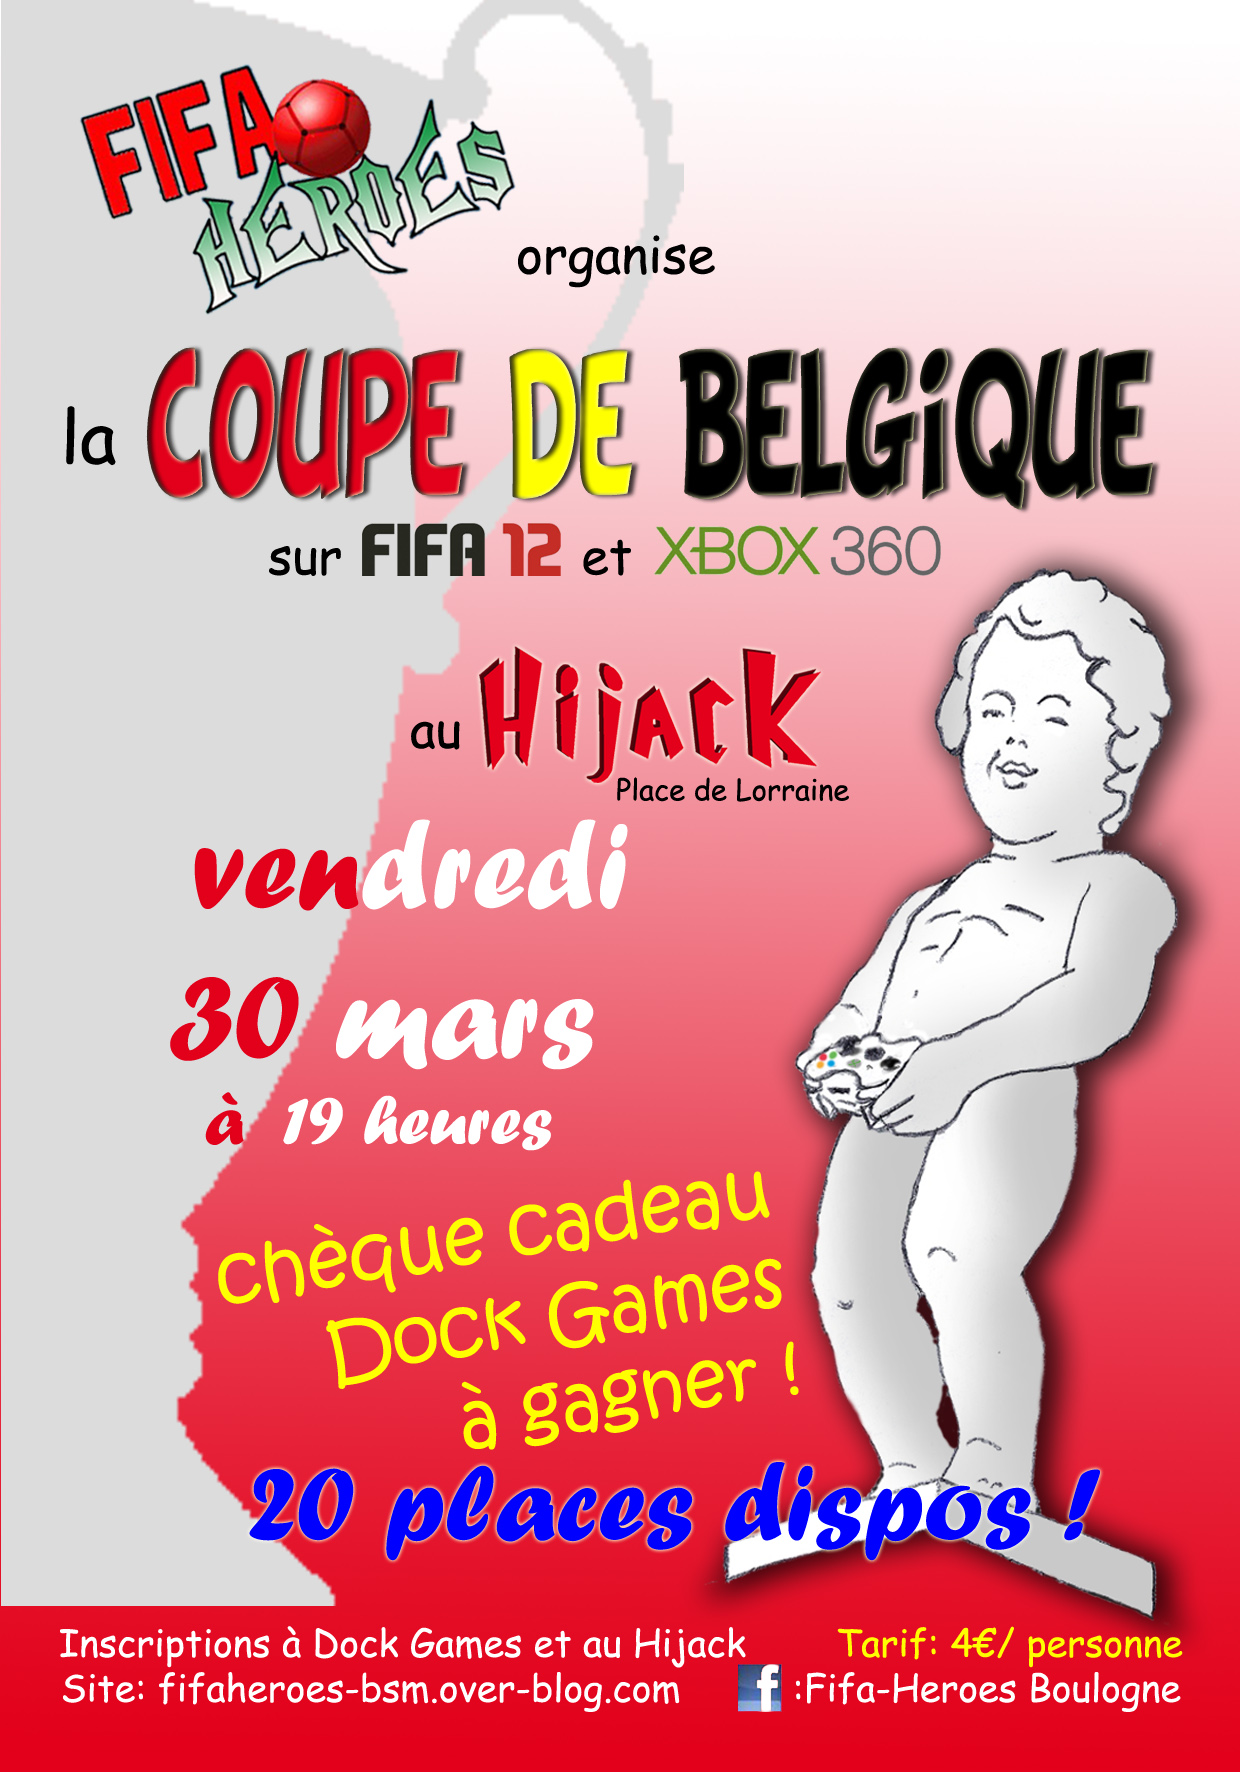 FIFA
HEROES
organise
la COUPE DE BELGiQUE
sur FIFA 12 et XBOX 360
au HijACK
Place de Lorraine
vendredi
30 mars
à 19 heures
chèque cadeau
Dock Games
à gagner !
20 places dispos !
Inscriptions à Dock Games et au Hijack
Tarif: 4€/ personne
Site: fifaheroes-bsm.over-blog.com
f :Fifa-Heroes Boulogne